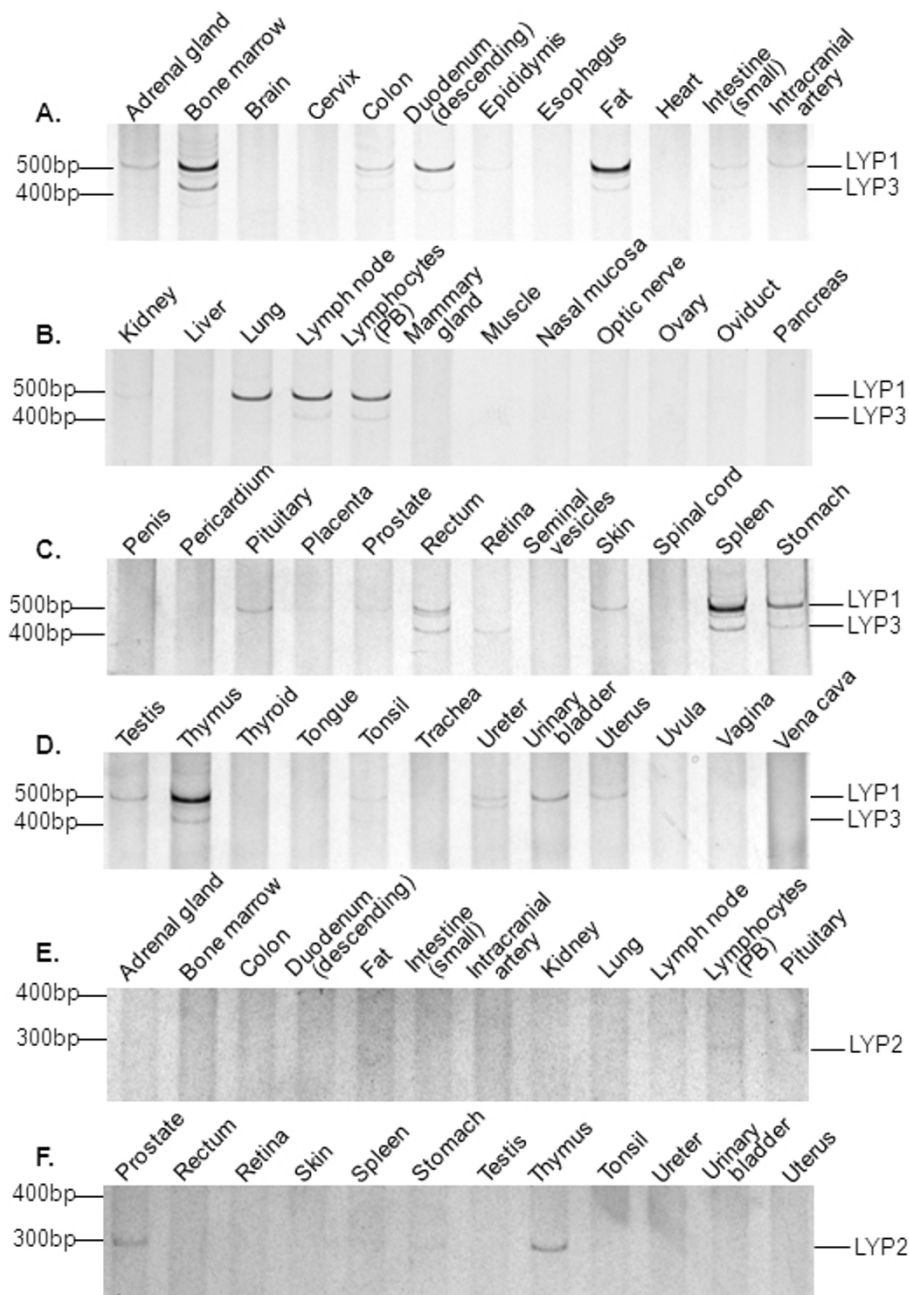 A.
Adrenal gland
Bone marrow
Brain
Cervix
Colon
Duodenum
(descending)
Epididymis
Esophagus
Fat
Heart
Intestine
(small)
Intracranial
artery
500bp
400bp
LYP1
LYP3
B.
Kidney
Liver
Lung
Lymph node
Lymphocytes
(PB)
Mammary
gland
Muscle
Nasal mucosa
Optic nerve
Ovary
Oviduct
Pancreas
500bp
400bp
LYP1
LYP3
C.
Penis
Pericardium
Pituitary
Placenta
Prostate
Rectum
Retina
Seminal
vesicles
Skin
Spinal cord
Spleen
Stomach
500bp
400bp
LYP1
LYP3
D.
Testis
Thymus
Thyroid
Tongue
Tonsil
Trachea
Ureter
Urinary
bladder
Uterus
Uvula
Vagina
Vena cava
500bp
400bp
LYP1
LYP3
E.
Adrenal gland
Bone marrow
Colon
Duodenum
(descending)
Fat
Intestine
(small)
Intracranial
artery
Kidney
Lung
Lymph node
Lymphocytes
(PB)
Pituitary
400bp
300bp
LYP2
F.
Prostate
Rectum
Retina
Skin
Spleen
Stomach
Testis
Thymus
Tonsil
Ureter
Urinary
bladder
Uterus
400bp
300bp
LYP2